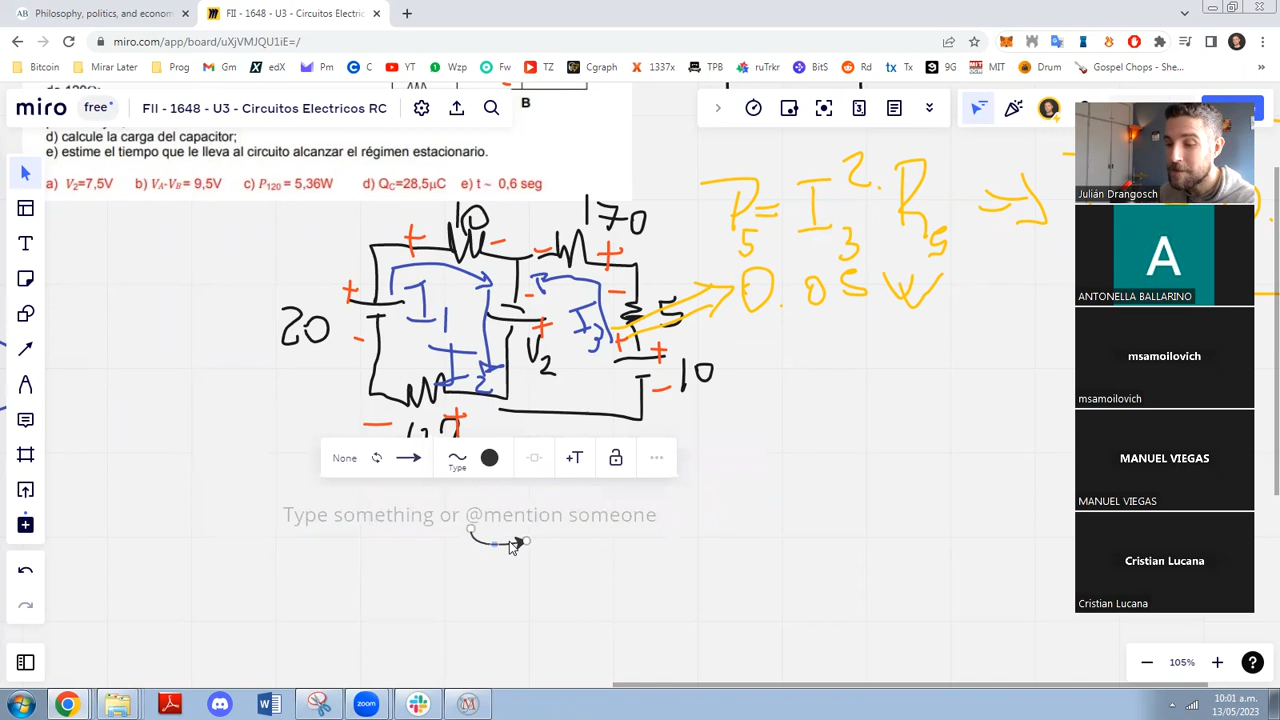 Philosophy, politics, and econom
FII - 1648 - U3 - Circuitos Electric
miro.com/app/board/uXjVMJQU1iE=/
Bitcoin
Mirar Later
Prog
Gm
edX
Pm
C
YT
Wzp
Fw
TZ
Cgraph
1337x
TPB
ruTrkr
BitS
Rd
Tx
9G
MIT
Drum
Gospel Chops - She...
B
miro
free
FII - 1648 - U3 - Circuitos Electricos RC
d) calcule la carga del capacitor;
e) estime el tiempo que le lleva al circuito alcanzar el régimen estacionario.
a) V2=7,5V b) VA-VB = 9,5V c) P120 = 5,36W d) QC=28,5μC e) t ~ 0,6 seg
10
170
P5 = I3². R5 =>
0.05 W
20
I1
I3
5
V2
I2
10
None
Type
+T
Type something or @mention someone
Julián Drangosch
A
ANTONELLA BALLARINO
msamoilovich
msamoilovich
MANUEL VIEGAS
MANUEL VIEGAS
Cristian Lucana
Cristian Lucana
105%
zoom
10:01 a.m.
13/05/2023